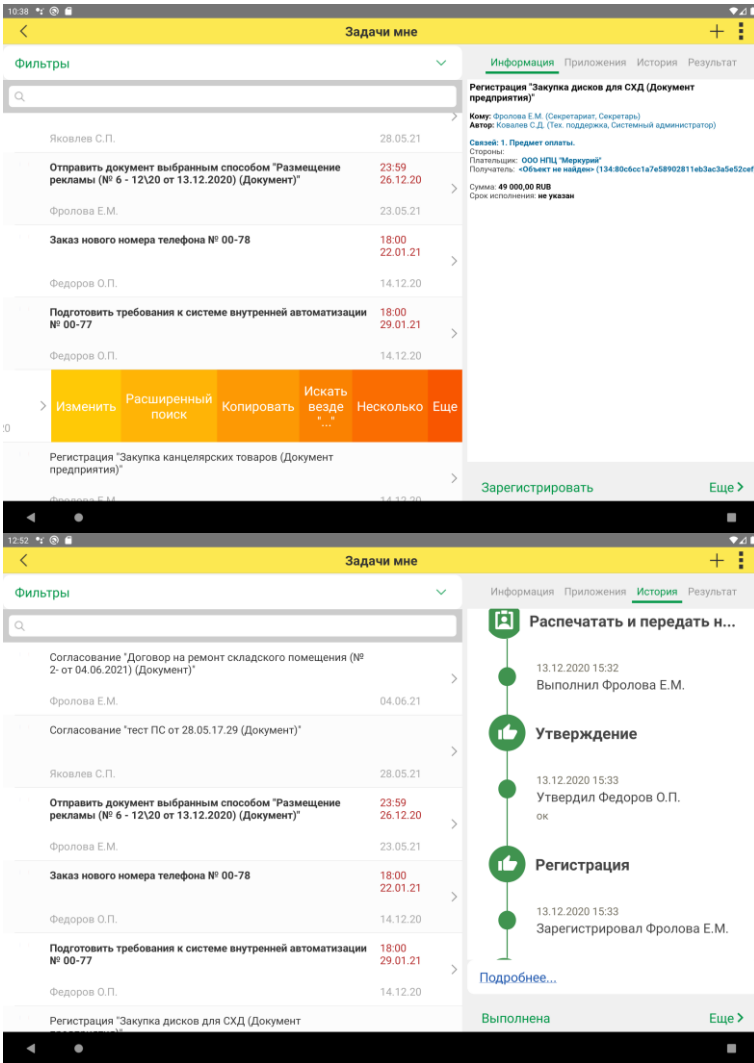 10:38
Задачи мне
Фильтры
Яковлев С.П. 28.05.21
Отправить документ выбранным способом "Размещение 23:59
рекламы (№ 6 - 12\20 от 13.12.2020) (Документ)" 26.12.20
Фролова Е.М. 23.05.21
Заказ нового номера телефона № 00-78 18:00
22.01.21
Федоров О.П. 14.12.20
Подготовить требования к системе внутренней автоматизации 18:00
№ 00-77 29.01.21
Федоров О.П. 14.12.20
Изменить
Расширенный
поиск
Копировать
Искать
везде
"..."
Несколько
Еще
Регистрация "Закупка канцелярских товаров (Документ
предприятия)"
Фролова Е.М. 14.12.20
Информация Приложения История Результат
Регистрация "Закупка дисков для СХД (Документ
предприятия)"
Кому: Фролова Е.М. (Секретариат, Секретарь)
Автор: Ковалев С.Д. (Тех. поддержка, Системный администратор)
Связей: 1. Предмет оплаты.
Стороны:
Плательщик: ООО НПЦ "Меркурий"
Получатель: <Объект не найден> (134:80c6cc1a7e58902811eb3ac3a5e52cef
Сумма: 49 000,00 RUB
Срок исполнения: не указан
Зарегистрировать Еще
12:52
Задачи мне
Фильтры
Согласование "Договор на ремонт складского помещения (№
2- от 04.06.2021) (Документ)"
Фролова Е.М. 04.06.21
Согласование "тест ПС от 28.05.17.29 (Документ)"
Яковлев С.П. 28.05.21
Отправить документ выбранным способом "Размещение 23:59
рекламы (№ 6 - 12\20 от 13.12.2020) (Документ)" 26.12.20
Фролова Е.М. 23.05.21
Заказ нового номера телефона № 00-78 18:00
22.01.21
Федоров О.П. 14.12.20
Подготовить требования к системе внутренней автоматизации 18:00
№ 00-77 29.01.21
Федоров О.П. 14.12.20
Регистрация "Закупка дисков для СХД (Документ
Информация Приложения История Результат
Распечатать и передать н...
13.12.2020 15:32
Выполнил Фролова Е.М.
Утверждение
13.12.2020 15:33
Утвердил Федоров О.П.
ок
Регистрация
13.12.2020 15:33
Зарегистрировал Фролова Е.М.
Подробнее...
Выполнена Еще